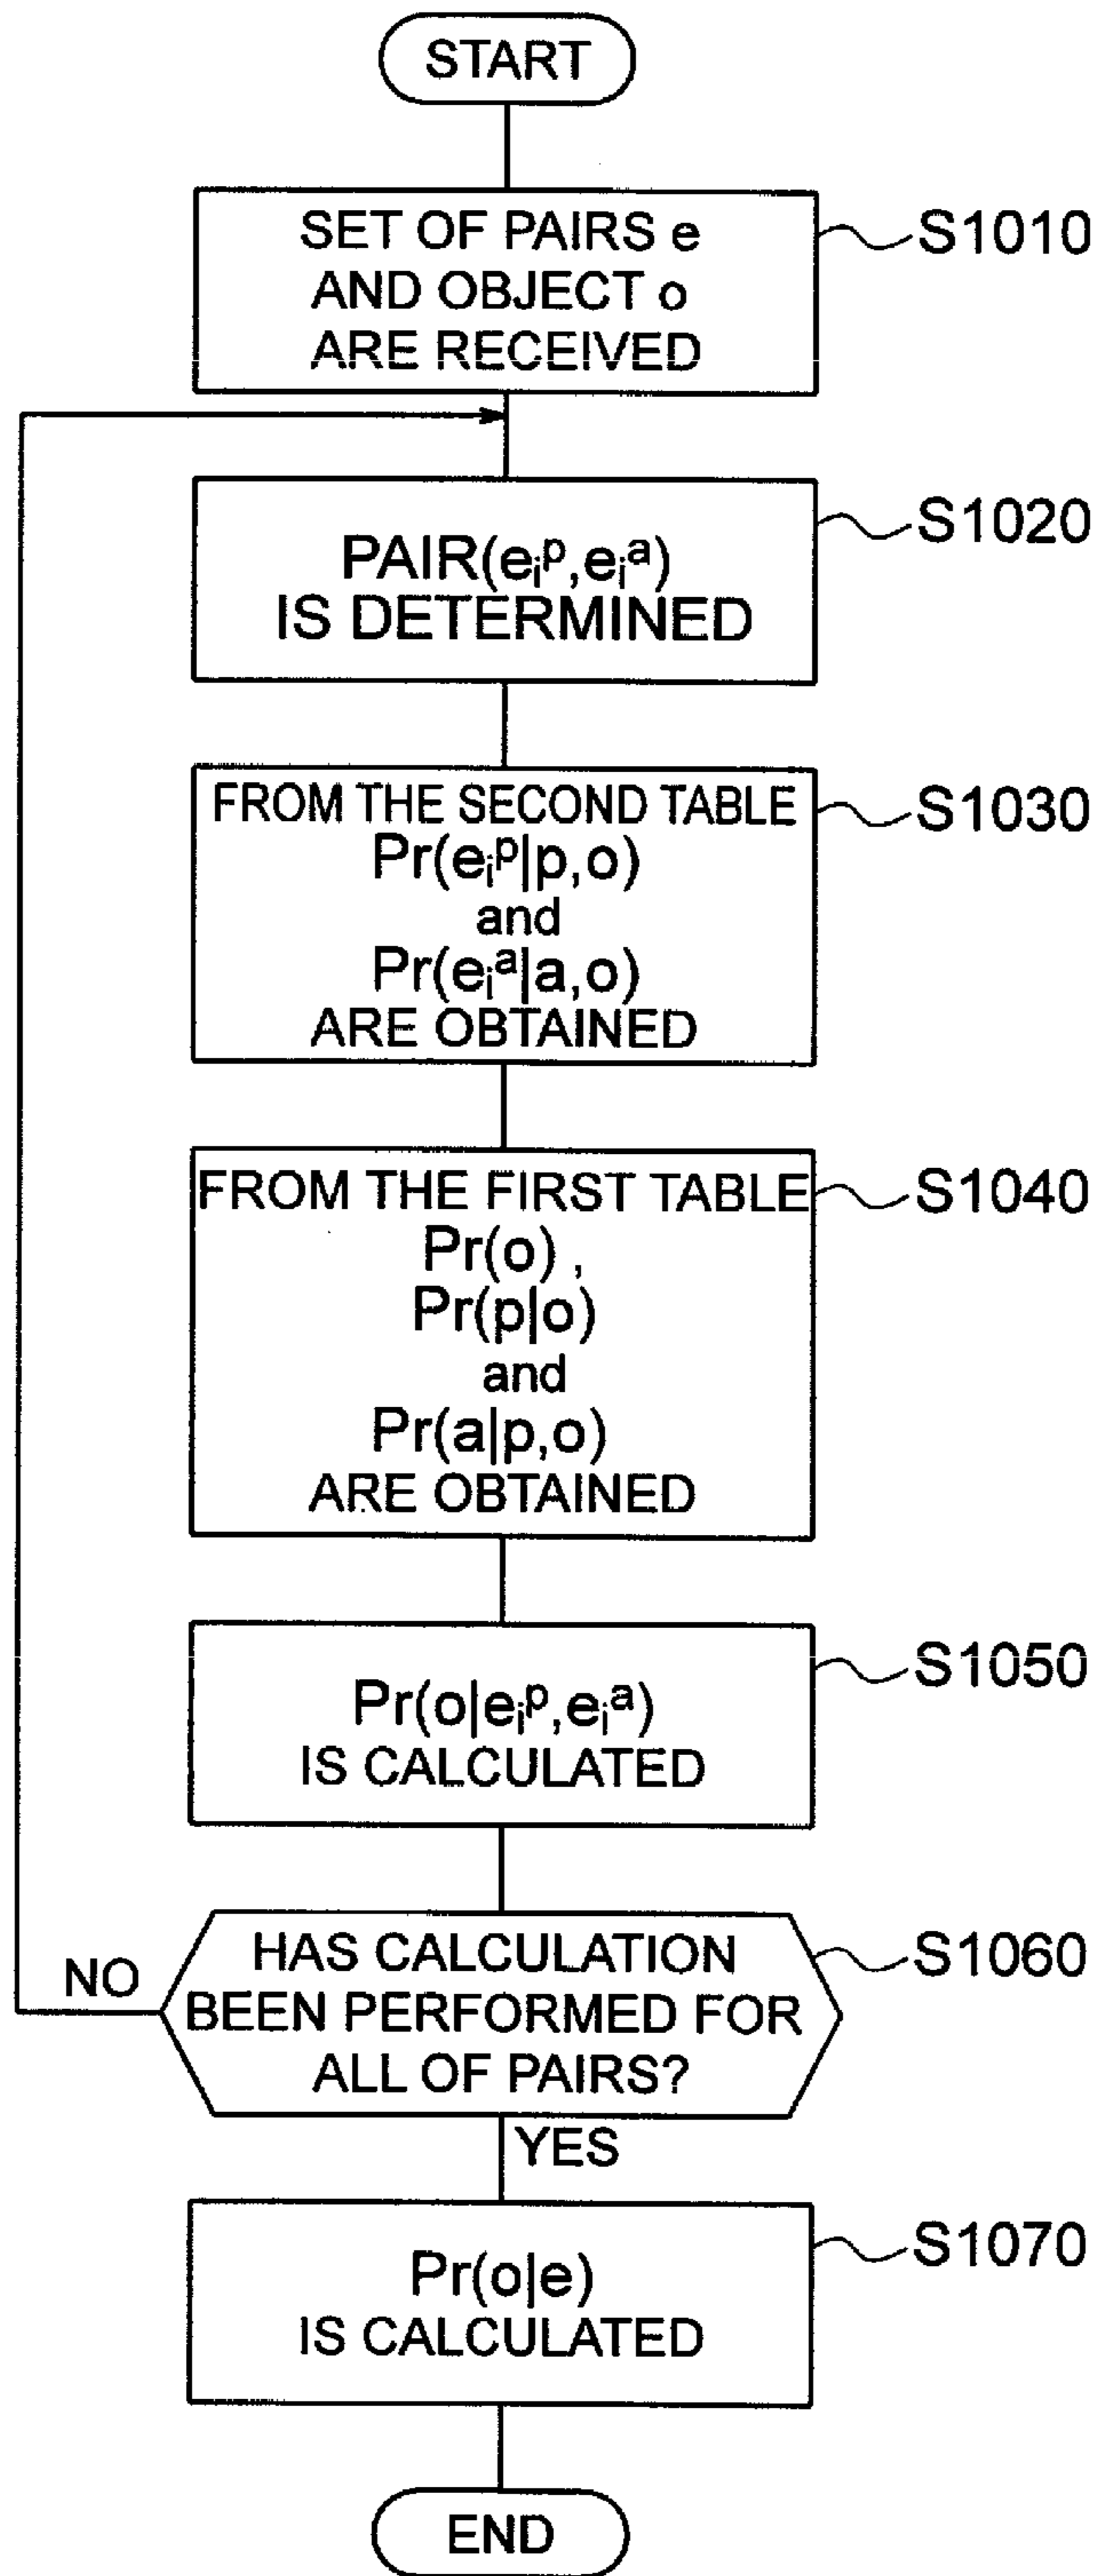 START
SET OF PAIRS e
AND OBJECT o
ARE RECEIVED
S1010
PAIR(eᵢᵖ,eᵢᵃ)
IS DETERMINED
S1020
FROM THE SECOND TABLE
Pr(eᵢᵖ|p,o)
and
Pr(eᵢᵃ|a,o)
ARE OBTAINED
S1030
FROM THE FIRST TABLE
Pr(o) ,
Pr(p|o)
and
Pr(a|p,o)
ARE OBTAINED
S1040
Pr(o|eᵢᵖ,eᵢᵃ)
IS CALCULATED
S1050
HAS CALCULATION
BEEN PERFORMED FOR
ALL OF PAIRS?
S1060
NO
YES
Pr(o|e)
IS CALCULATED
S1070
END